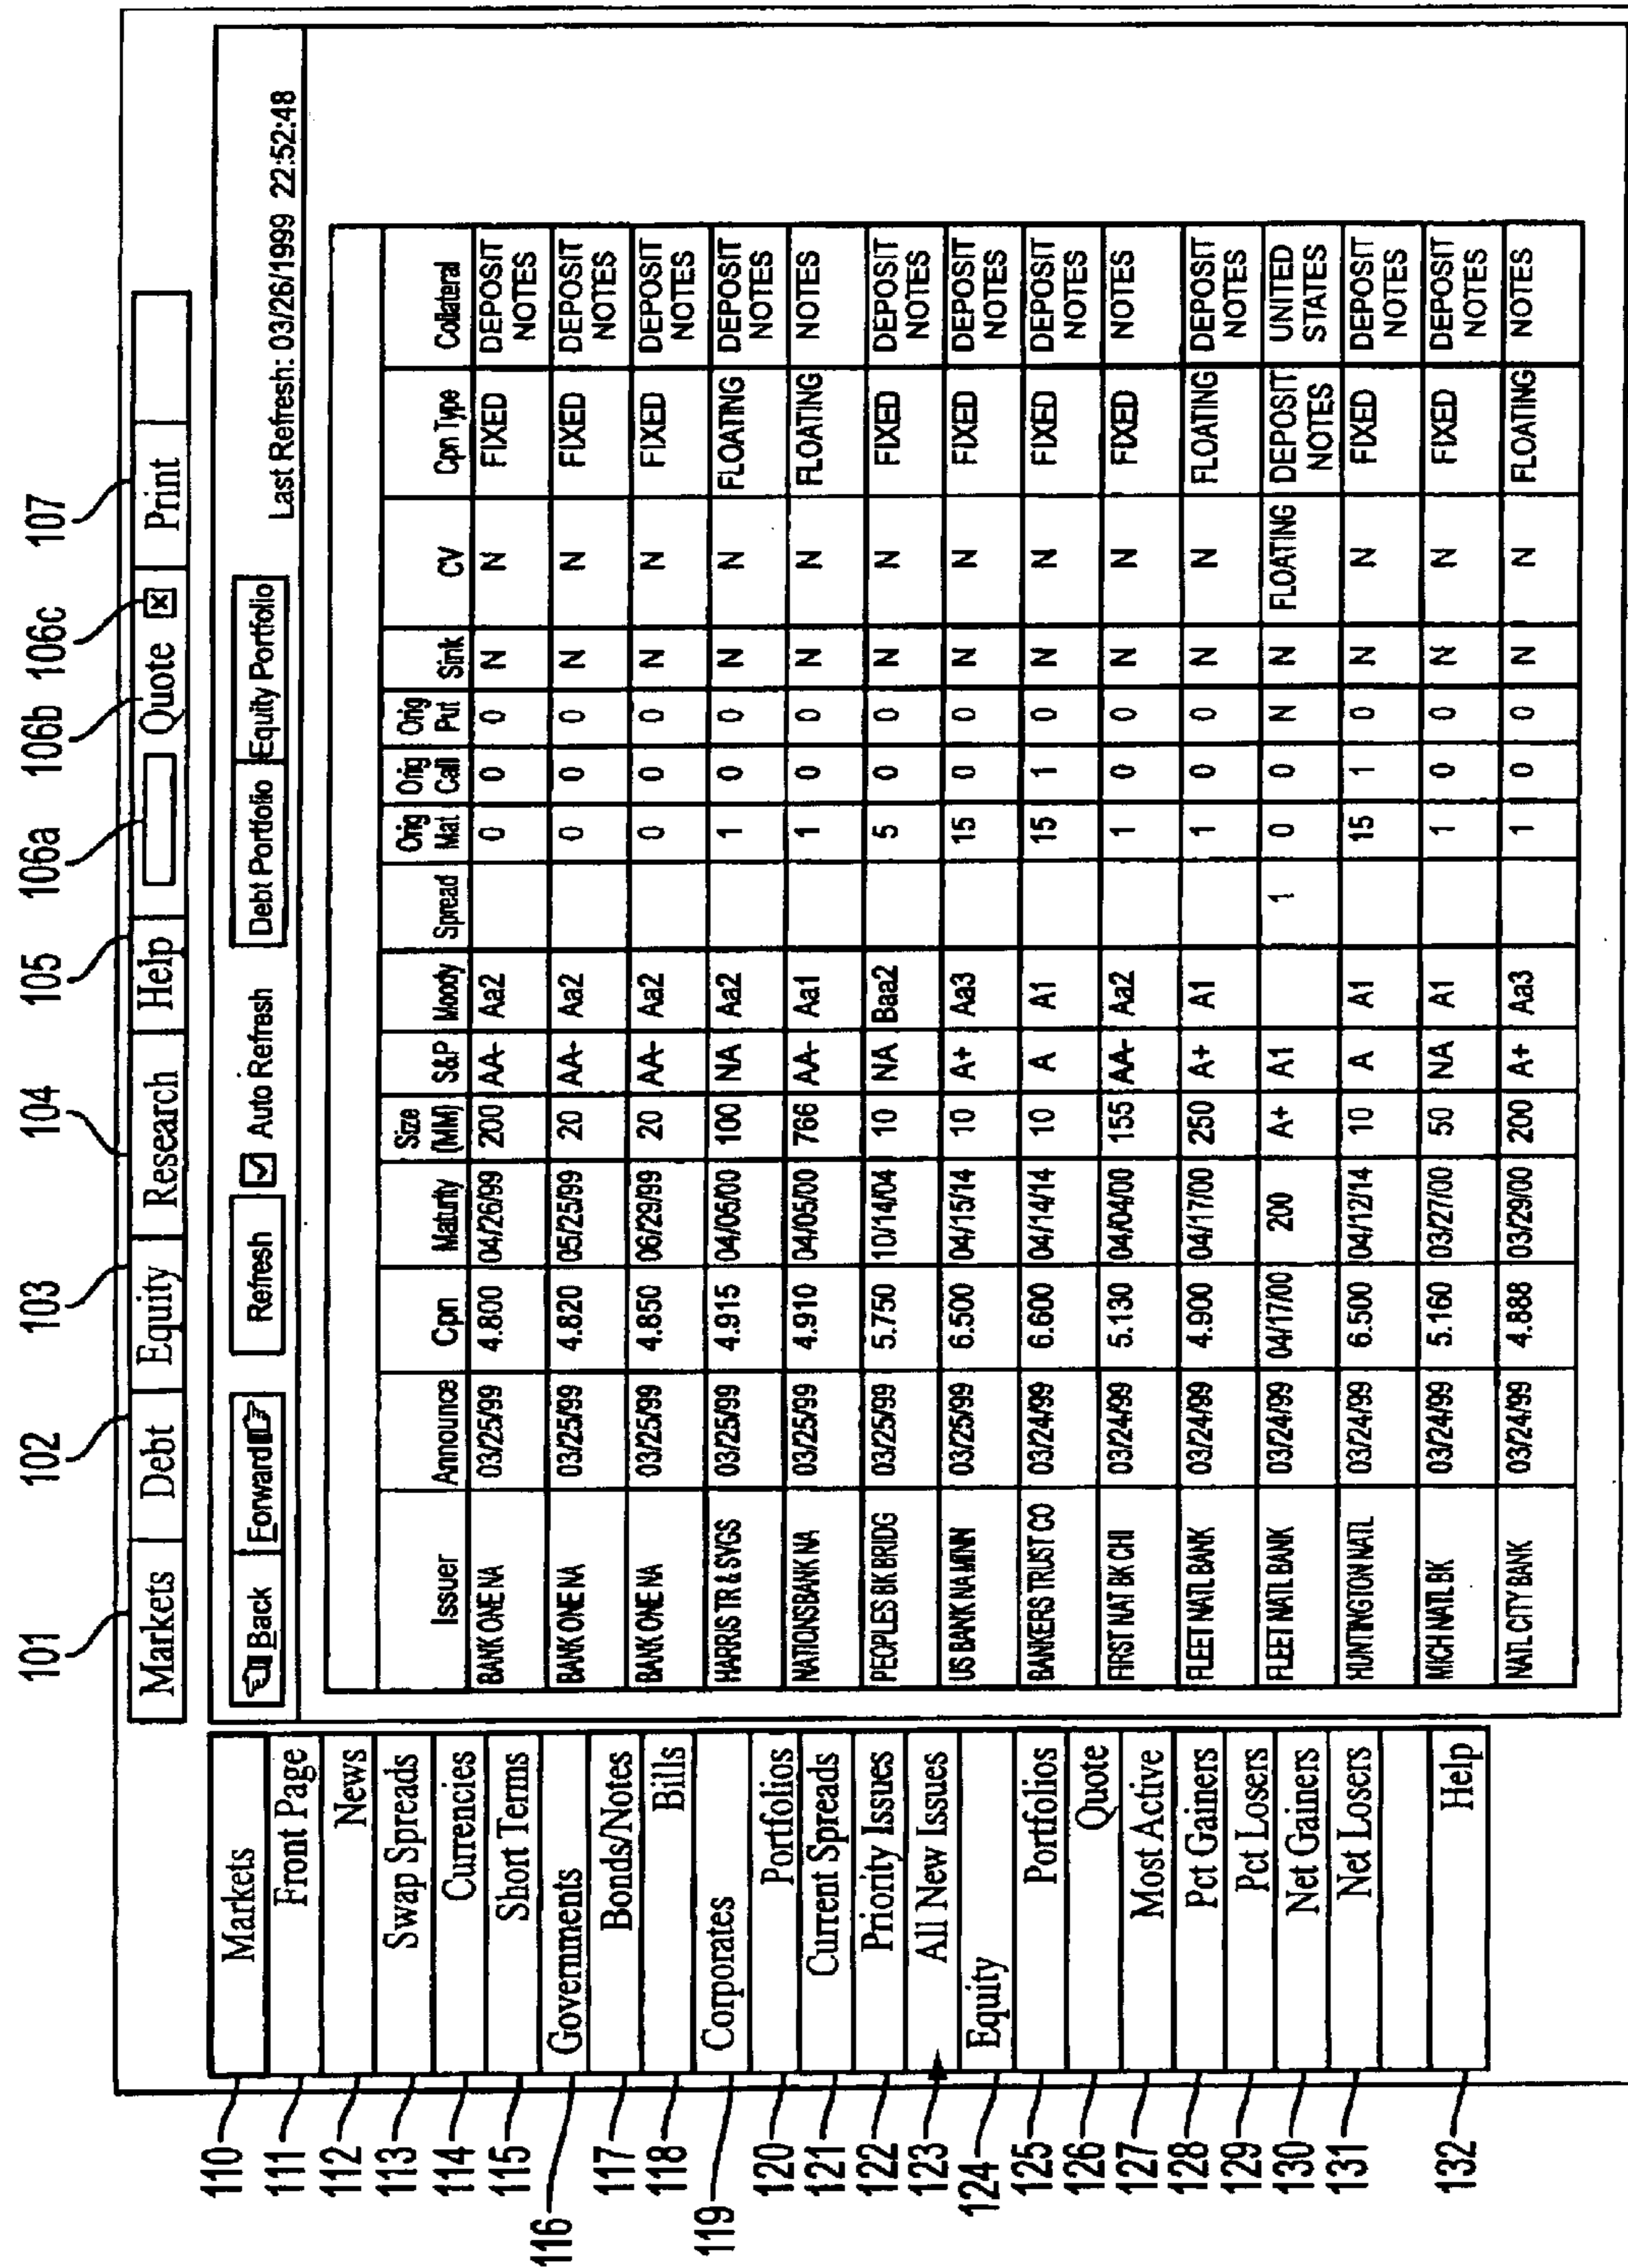 101 102 103 104 105 106a 106b 106c 107
Markets Debt Equity Research Help Quote Print
Back Forward Refresh Auto Refresh Debt Portfolio Equity Portfolio Last Refresh: 03/26/1999 22:52:48
110 Markets
111 Front Page
112 News
113 Swap Spreads
114 Currencies
115 Short Terms
116 Governments
117 Bonds/Notes
118 Bills
119 Corporates
120 Portfolios
121 Current Spreads
122 Priority Issues
123 All New Issues
124 Equity
125 Portfolios
126 Quote
127 Most Active
128 Pct Gainers
129 Pct Losers
130 Net Gainers
131 Net Losers
132 Help
Issuer Announce Cpn Maturity Size (MM) S&P Moody Spread Orig Mat Orig Call Orig Put Sink CV Cpn Type Collateral
BANK ONE NA 03/25/99 4.800 04/26/99 200 AA- Aa2 0 0 0 N N FIXED DEPOSIT NOTES
BANK ONE NA 03/25/99 4.820 05/25/99 20 AA- Aa2 0 0 0 N N FIXED DEPOSIT NOTES
BANK ONE NA 03/25/99 4.850 06/29/99 20 AA- Aa2 0 0 0 N N FIXED DEPOSIT NOTES
HARRIS TR & SVGS 03/25/99 4.915 04/05/00 100 NA Aa2 1 0 0 N N FLOATING DEPOSIT NOTES
NATIONSBANK NA 03/25/99 4.910 04/05/00 766 AA- Aa1 1 0 0 N N FLOATING NOTES
PEOPLES BK BRIDG 03/25/99 5.750 10/14/04 10 NA Baa2 5 0 0 N N FIXED DEPOSIT NOTES
US BANK NA MINN 03/25/99 6.500 04/15/14 10 A+ Aa3 15 0 0 N N FIXED DEPOSIT NOTES
BANKERS TRUST CO 03/24/99 6.600 04/14/14 10 A A1 15 1 0 N N FIXED DEPOSIT NOTES
FIRST NAT BK CHI 03/24/99 5.130 04/04/00 155 AA- Aa2 1 0 0 N N FIXED NOTES
FLEET NATL BANK 03/24/99 4.900 04/17/00 250 A+ A1 1 0 0 N N FLOATING DEPOSIT NOTES
FLEET NATL BANK 03/24/99 04/17/00 200 A+ A1 1 0 0 N N FLOATING DEPOSIT NOTES UNITED STATES
HUNTINGTON NATL 03/24/99 6.500 04/12/14 10 A A1 15 1 0 N N FIXED DEPOSIT NOTES
MICH NATL BK 03/24/99 5.160 03/27/00 50 NA A1 1 0 0 N N FIXED DEPOSIT NOTES
NATL CITY BANK 03/24/99 4.888 03/29/00 200 A+ Aa3 1 0 0 N N FLOATING NOTES